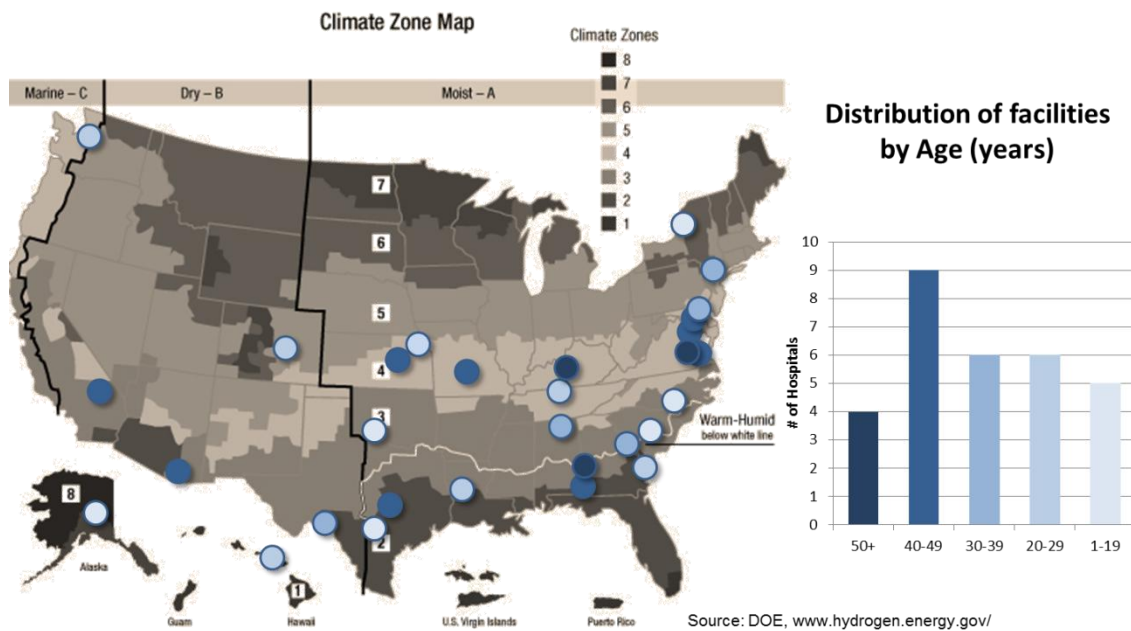 Climate Zone Map
Climate Zones
8
7
6
5
4
3
2
1
Marine – C
Dry – B
Moist – A
7
6
5
4
3
2
8
1
Warm-Humid
below white line
Alaska
Guam
Hawaii
U.S. Virgin Islands
Puerto Rico
Source: DOE, www.hydrogen.energy.gov/
Distribution of facilities
by Age (years)
# of Hospitals
10
9
8
7
6
5
4
3
2
1
0
50+
40-49
30-39
20-29
1-19